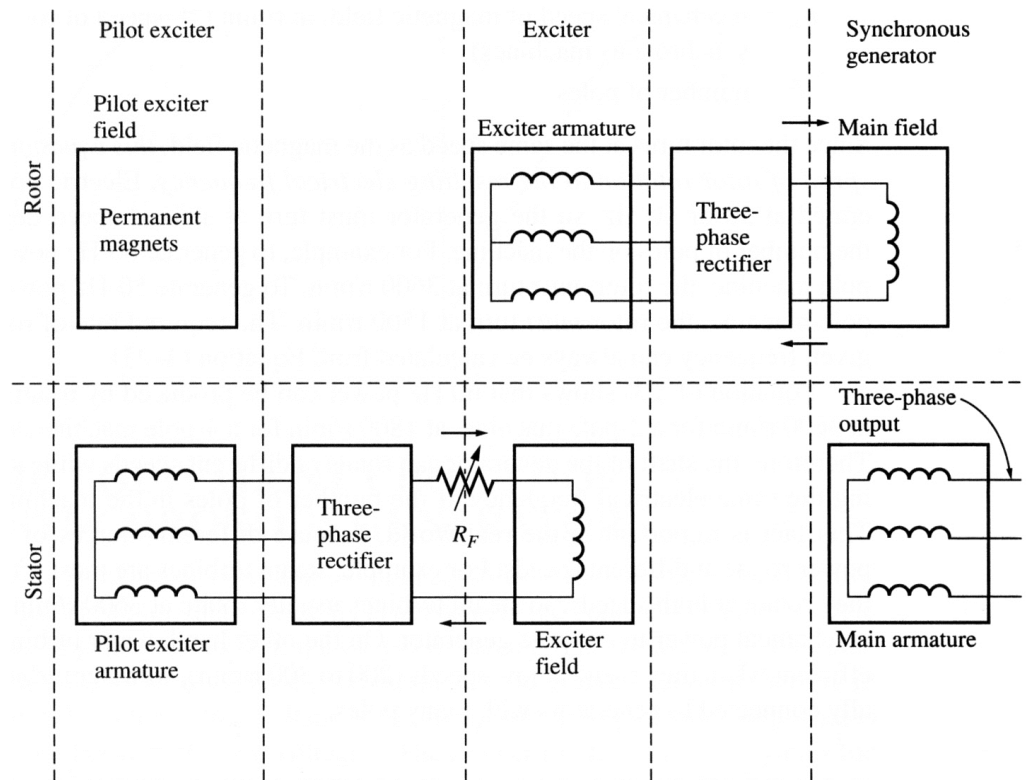 Pilot exciter
Exciter
Synchronous
generator
Pilot exciter
field
Exciter armature
Main field
Rotor
Permanent
magnets
Three-
phase
rectifier
Three-phase
output
Stator
Three-
phase
rectifier
R_F
Pilot exciter
armature
Exciter
field
Main armature